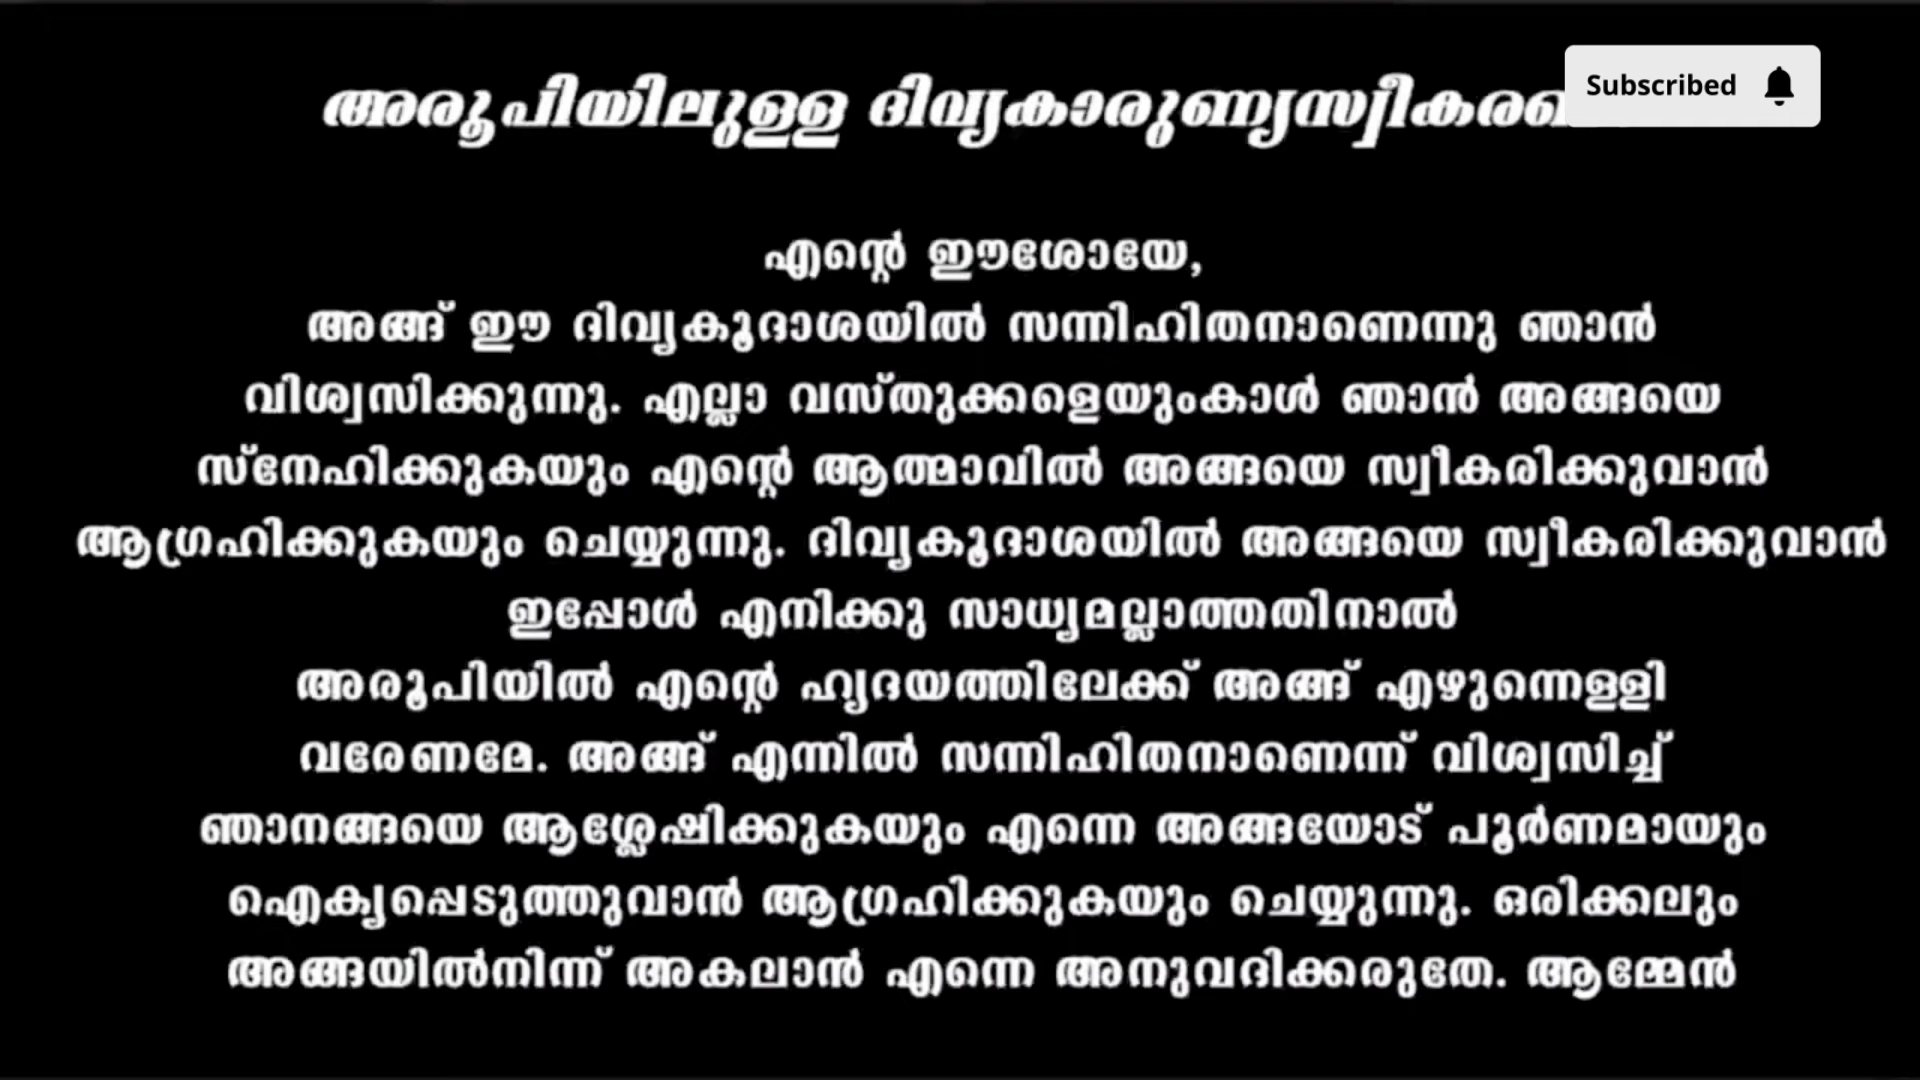 അരൂപിയിലുള്ള
Subscribed
എന്റെ ഈശോയേ,
അങ്ങ് ഈ ദിവ്യകൂദാശയിൽ സന്നിഹിതനാണെന്നു ഞാൻ
വിശ്വസിക്കുന്നു. എല്ലാ വസ്തുക്കളെയുംകാൾ ഞാൻ അങ്ങയെ
സ്നേഹിക്കുകയും എന്റെ ആത്മാവിൽ അങ്ങയെ സ്വീകരിക്കുവാൻ
ആഗ്രഹിക്കുകയും ചെയ്യുന്നു. ദിവ്യകൂദാശയിൽ അങ്ങയെ സ്വീകരിക്കുവാൻ
ഇപ്പോൾ എനിക്കു സാധ്യമല്ലാത്തതിനാൽ
അരൂപിയിൽ എന്റെ ഹൃദയത്തിലേക്ക് അങ്ങ് എഴുന്നെള്ളി
വരേണമേ. അങ്ങ് എന്നിൽ സന്നിഹിതനാണെന്ന് വിശ്വസിച്ച്
ഞാനങ്ങയെ ആശ്ലേഷിക്കുകയും എന്നെ അങ്ങയോട് പൂർണമായും
ഐക്യപ്പെടുത്തുവാൻ ആഗ്രഹിക്കുകയും ചെയ്യുന്നു. ഒരിക്കലും
അങ്ങയിൽനിന്ന് അകലാൻ എന്നെ അനുവദിക്കരുതേ. ആമ്മേൻ